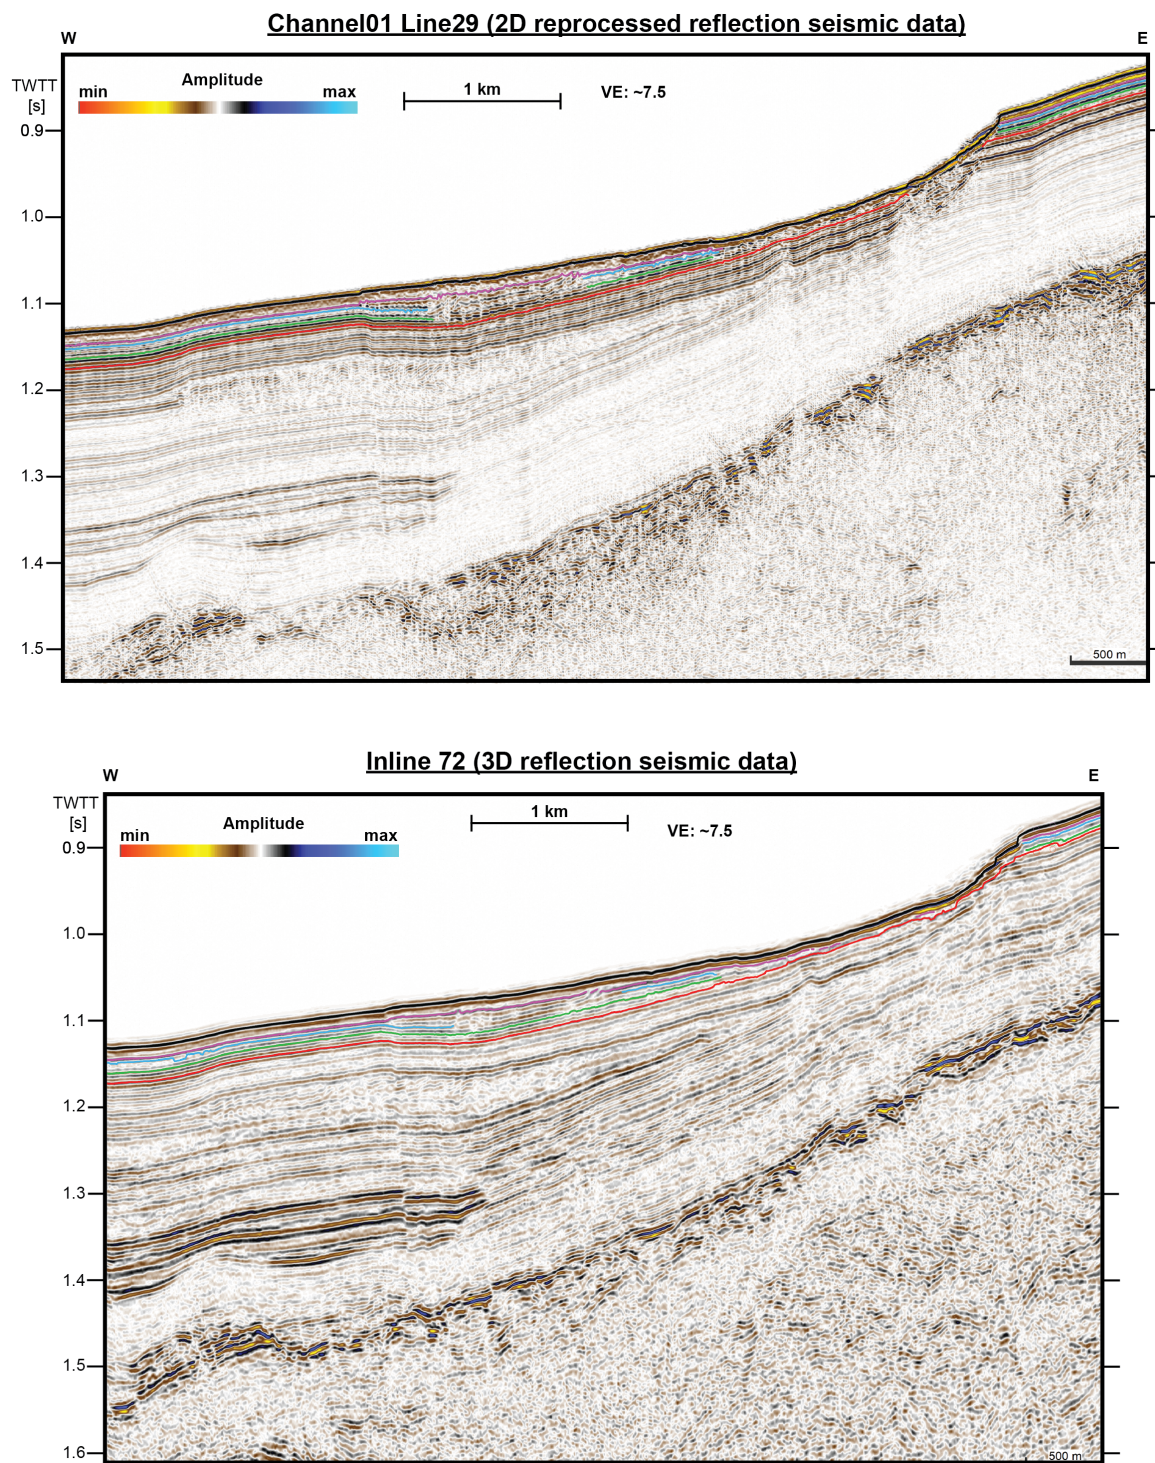 Channel01 Line29 (2D reprocessed reflection seismic data)
W
E
TWTT
[s]
Amplitude
min
max
1 km
VE: ~7.5
0.9
1.0
1.1
1.2
1.3
1.4
1.5
500 m
Inline 72 (3D reflection seismic data)
W
E
TWTT
[s]
Amplitude
min
max
1 km
VE: ~7.5
0.9
1.0
1.1
1.2
1.3
1.4
1.5
1.6
500 m